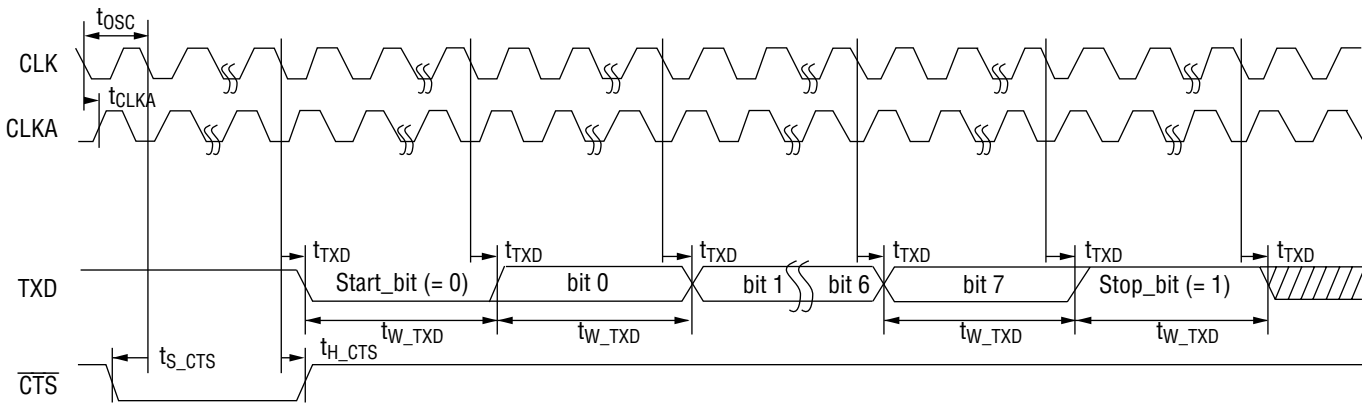 tOSC
CLK
tCLKA
CLKA
tTXD tTXD tTXD tTXD tTXD tTXD
TXD Start_bit (= 0) bit 0 bit 1 bit 6 bit 7 Stop_bit (= 1)
tW_TXD tW_TXD tW_TXD tW_TXD
tS_CTS tH_CTS
CTS